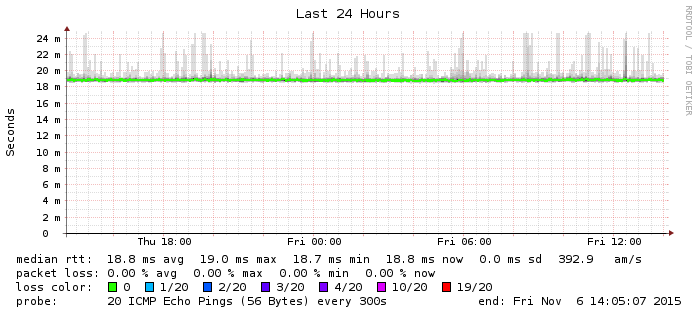 Last 24 Hours
RRDTOOL / TOBI OETIKER
Seconds
24 m
22 m
20 m
18 m
16 m
14 m
12 m
10 m
8 m
6 m
4 m
2 m
0
Thu 18:00 Fri 00:00 Fri 06:00 Fri 12:00
median rtt: 18.8 ms avg 19.0 ms max 18.7 ms min 18.8 ms now 0.0 ms sd 392.9 am/s
packet loss: 0.00 % avg 0.00 % max 0.00 % min 0.00 % now
loss color: 0 1/20 2/20 3/20 4/20 10/20 19/20
probe: 20 ICMP Echo Pings (56 Bytes) every 300s end: Fri Nov 6 14:05:07 2015